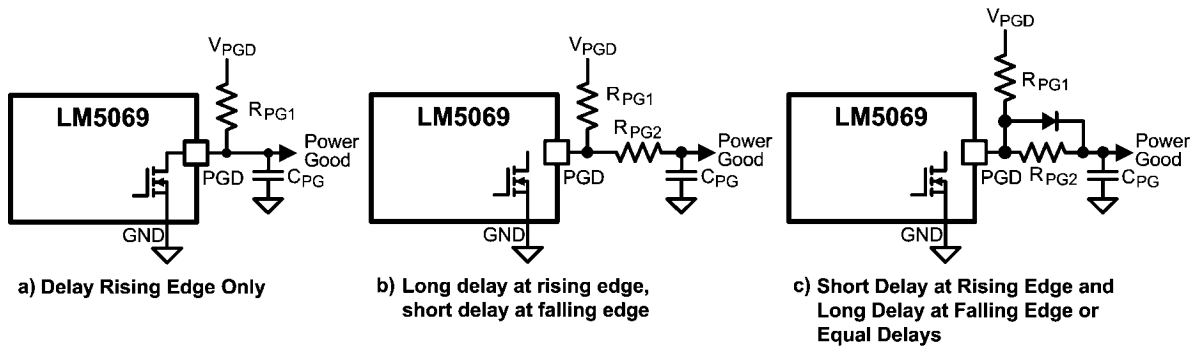 VPGD
LM5069
RPG1
Power
Good
PGD
CPG
GND
a) Delay Rising Edge Only
VPGD
LM5069
RPG1
RPG2
Power
Good
PGD
CPG
GND
b) Long delay at rising edge,
short delay at falling edge
VPGD
RPG1
LM5069
Power
Good
PGD
RPG2
CPG
GND
c) Short Delay at Rising Edge and
Long Delay at Falling Edge or
Equal Delays